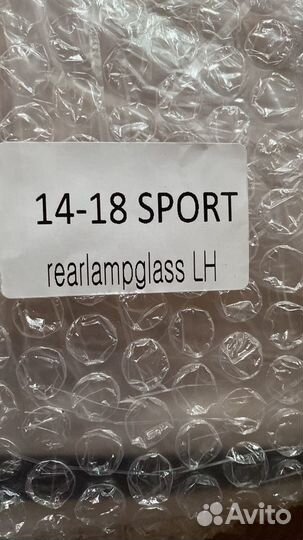 14-18 SPORT
rearlampglass LH
Avito